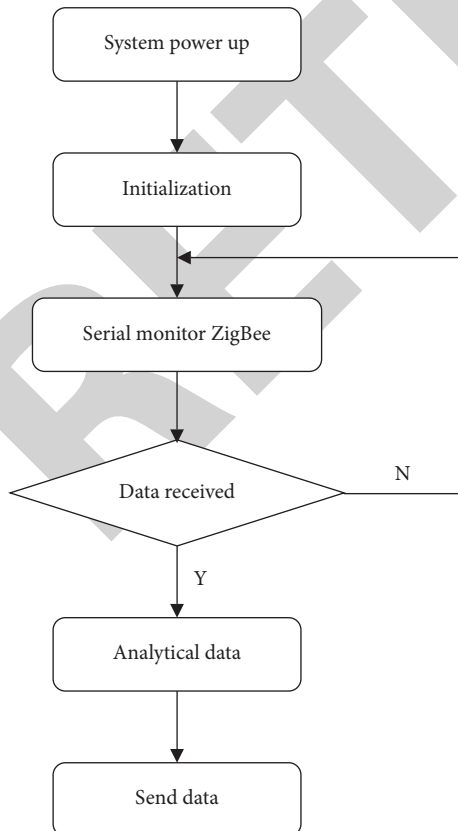 System power up
Initialization
Serial monitor ZigBee
Data received
N
Y
Analytical data
Send data